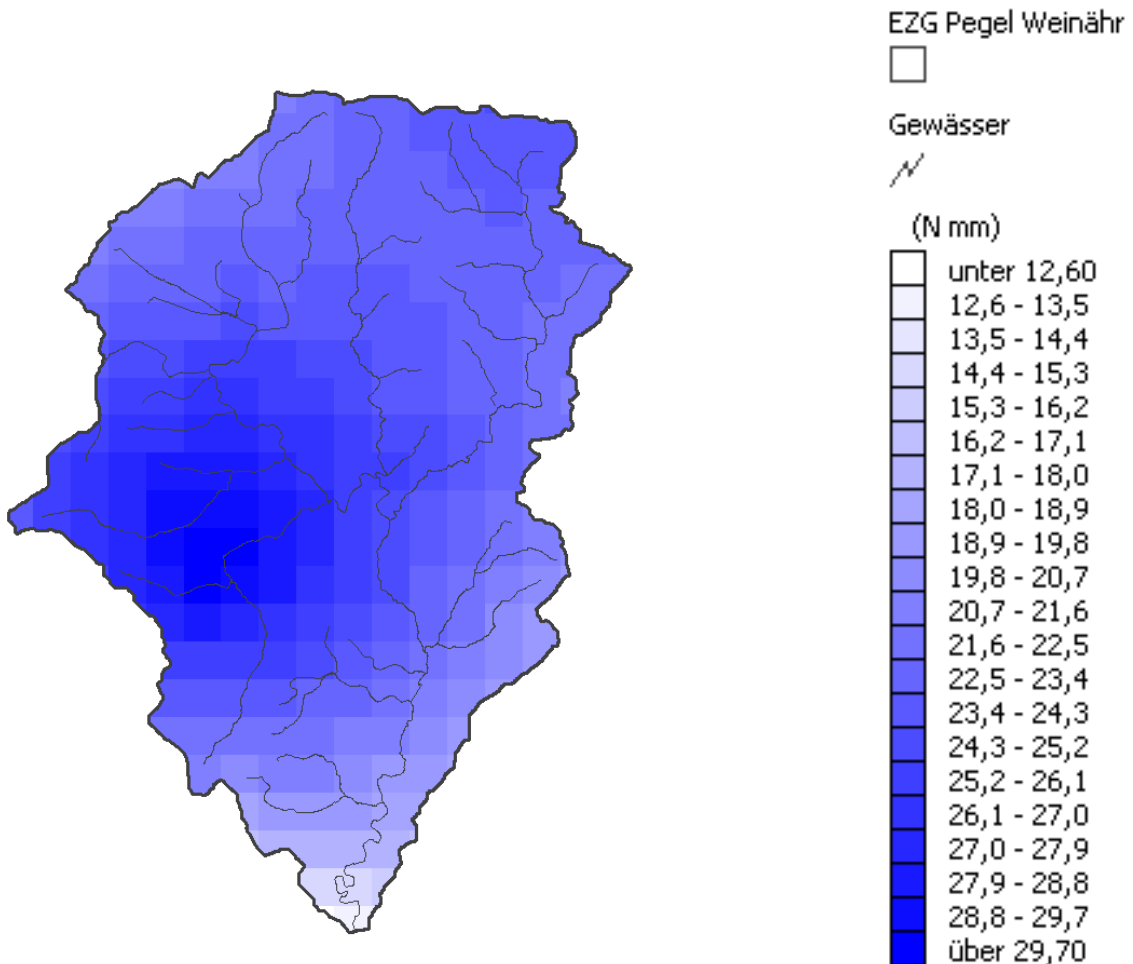 EZG Pegel Weinähr
Gewässer
(N mm)
unter 12,60
12,6 - 13,5
13,5 - 14,4
14,4 - 15,3
15,3 - 16,2
16,2 - 17,1
17,1 - 18,0
18,0 - 18,9
18,9 - 19,8
19,8 - 20,7
20,7 - 21,6
21,6 - 22,5
22,5 - 23,4
23,4 - 24,3
24,3 - 25,2
25,2 - 26,1
26,1 - 27,0
27,0 - 27,9
27,9 - 28,8
28,8 - 29,7
über 29,70